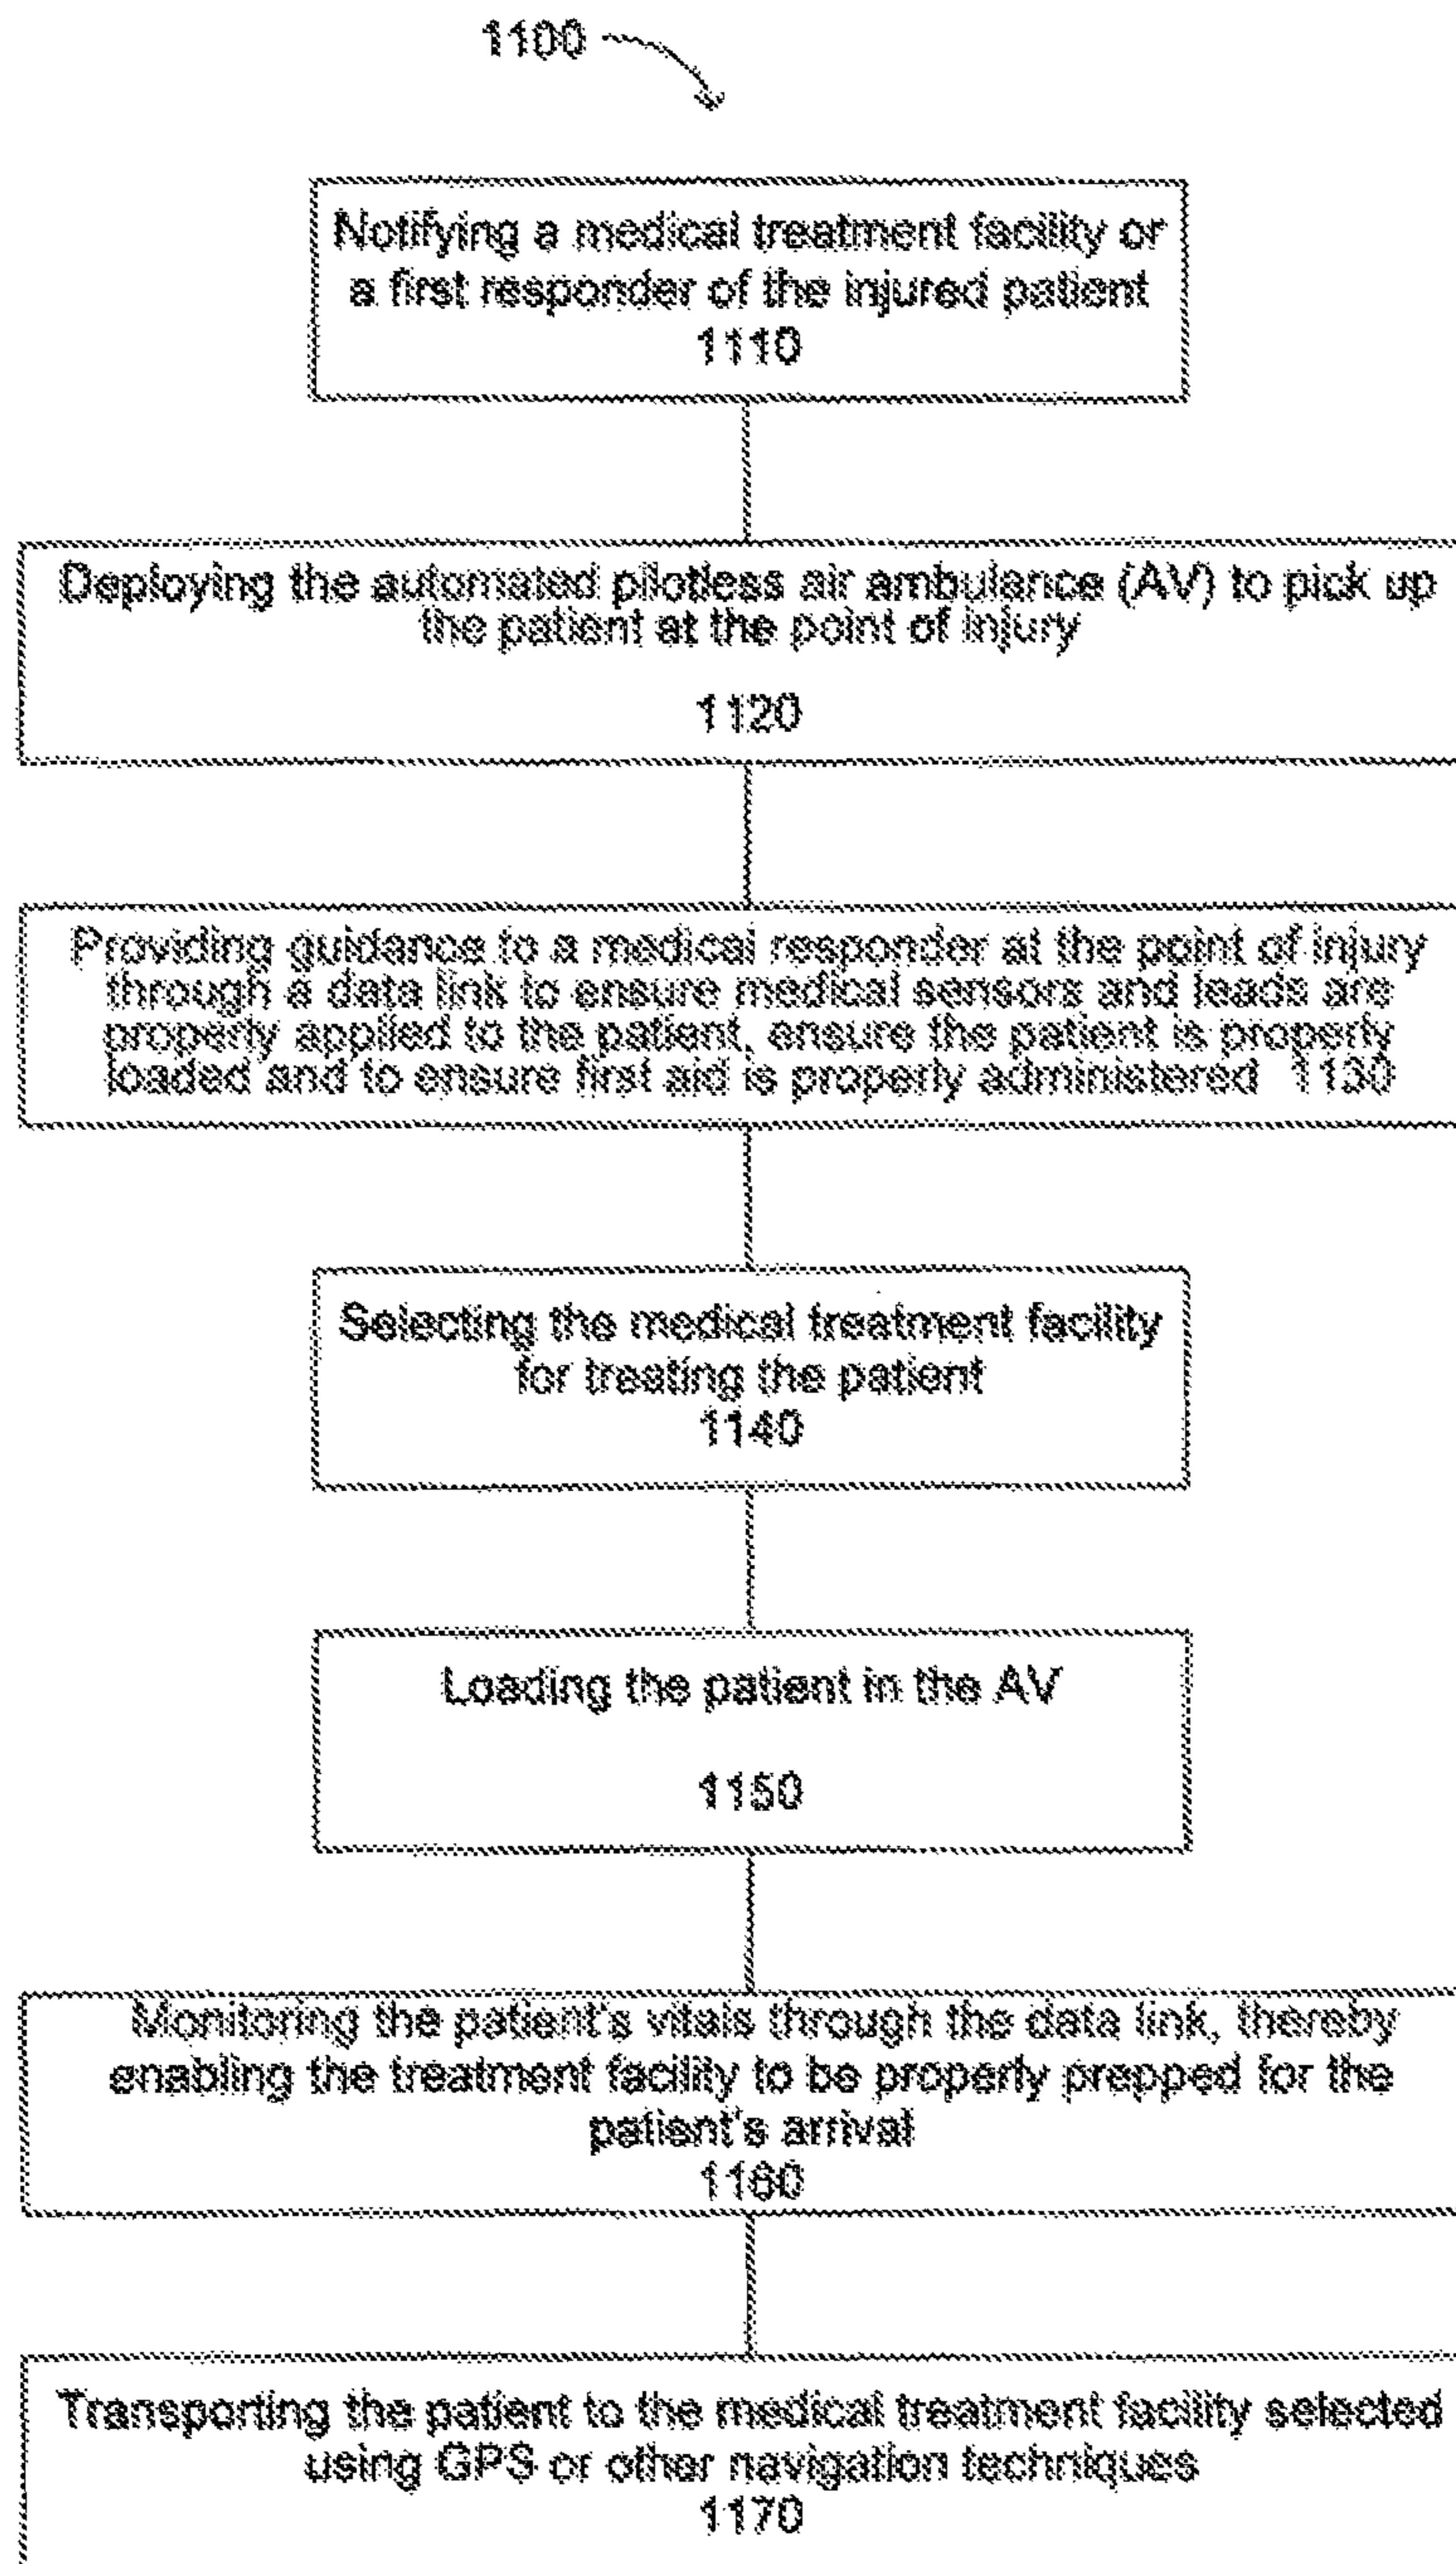 1100
Notifying a medical treatment facility or
a first responder of the injured patient
1110
Deploying the automated pilotless air ambulance (AV) to pick up
the patient at the point of injury
1120
Providing guidance to a medical responder at the point of injury
through a data link to ensure medical sensors and leads are
properly applied to the patient, ensure the patient is properly
loaded and to ensure first aid is properly administered 1130
Selecting the medical treatment facility
for treating the patient
1140
Loading the patient in the AV
1150
Monitoring the patient's vitals through the data link, thereby
enabling the treatment facility to be properly prepped for the
patient's arrival
1160
Transporting the patient to the medical treatment facility selected
using GPS or other navigation techniques
1170